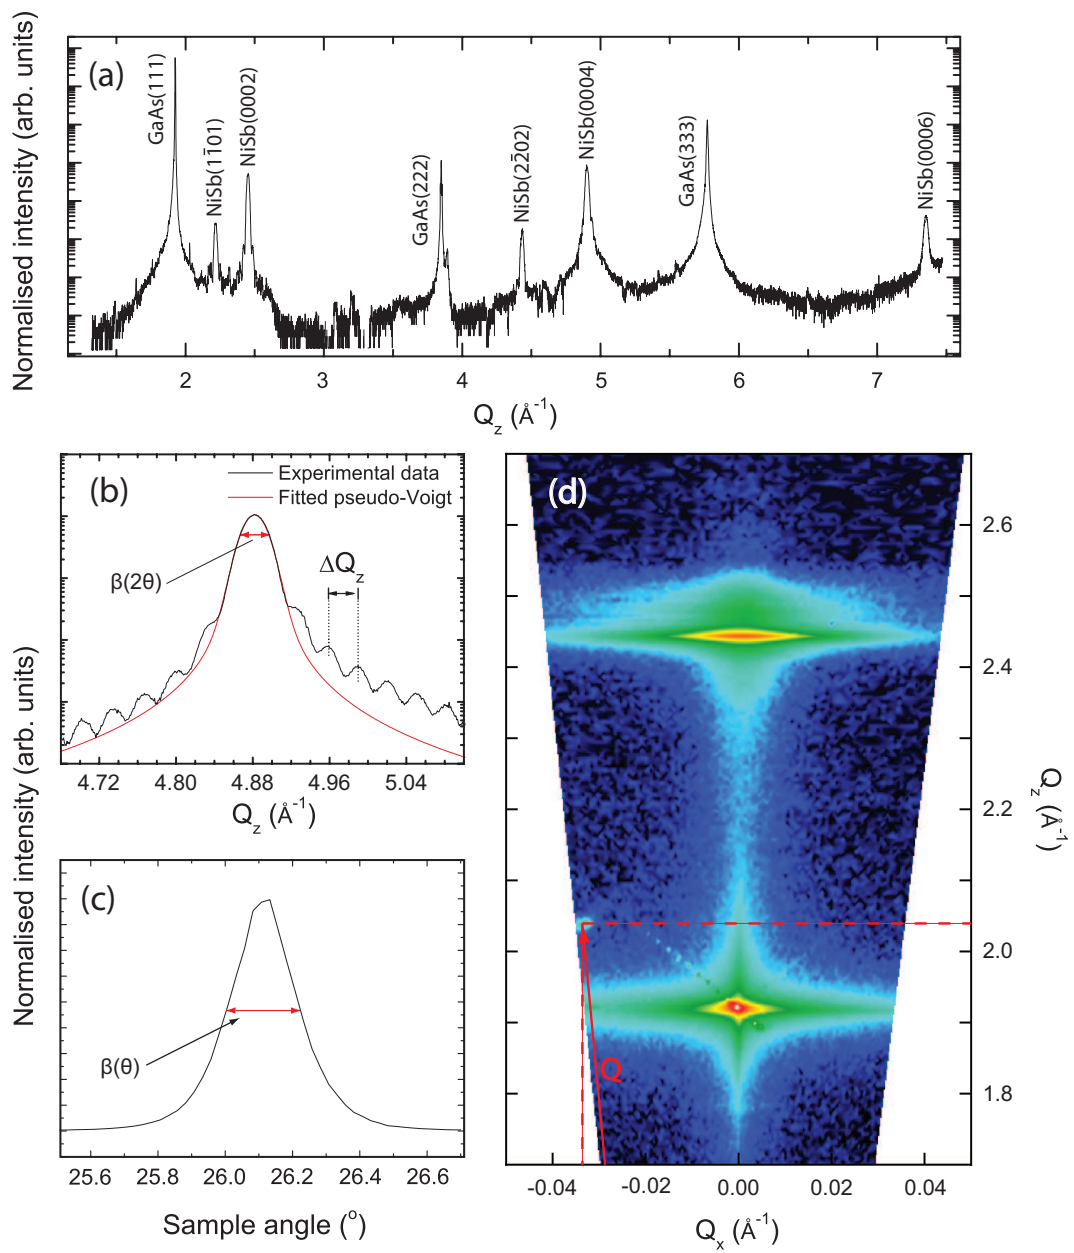 Normalised intensity (arb. units)
(a)
GaAs(111)
NiSb(11̅01)
NiSb(0002)
GaAs(222)
NiSb(22̅02)
NiSb(0004)
GaAs(333)
NiSb(0006)
2 3 4 5 6 7
Qz (Å-1)
(b)
Experimental data
Fitted pseudo-Voigt
β(2θ)
ΔQz
4.72 4.80 4.88 4.96 5.04
Qz (Å-1)
Normalised intensity (arb. units)
(c)
β(θ)
25.6 25.8 26.0 26.2 26.4 26.6
Sample angle (o)
(d)
2.6
2.4
2.2
2.0
1.8
Qz (Å-1)
Q
-0.04 -0.02 0.00 0.02 0.04
Qx (Å-1)